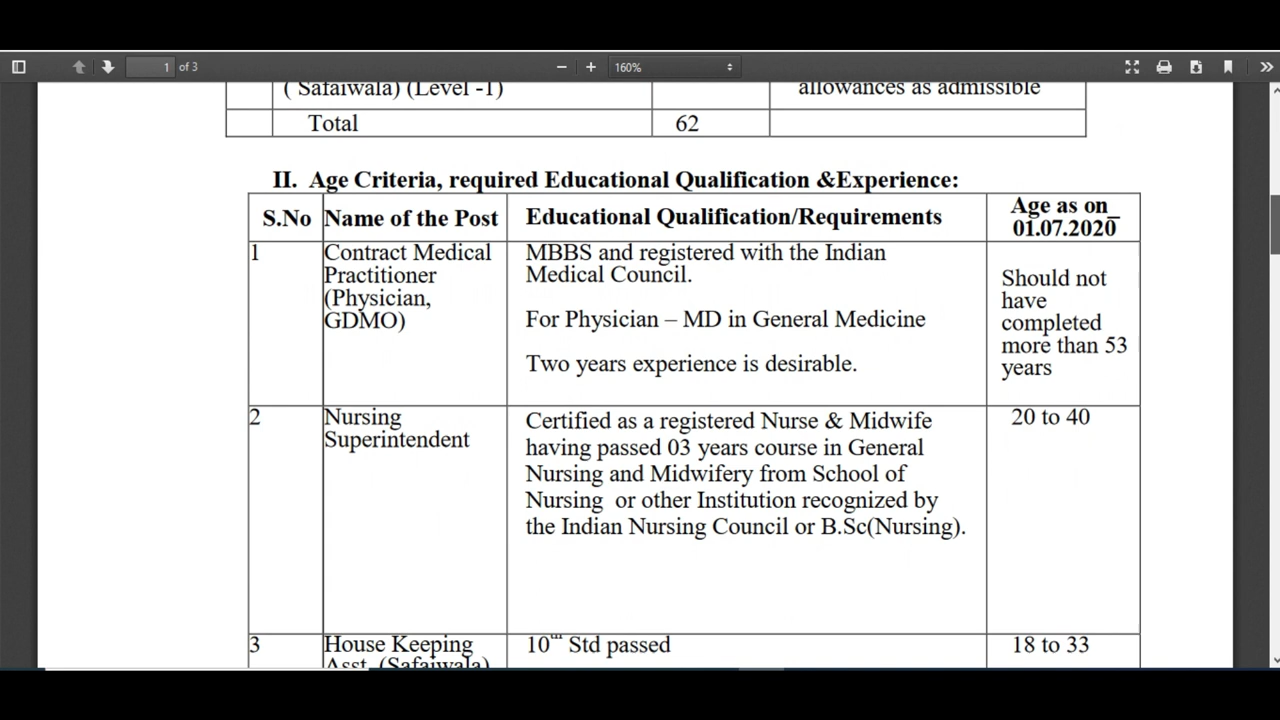 1 of 3
160%
( Safaiwala) (Level -1)
allowances as admissible
Total
62
II. Age Criteria, required Educational Qualification &Experience:
S.No
Name of the Post
Educational Qualification/Requirements
Age as on
01.07.2020
1
Contract Medical
Practitioner
(Physician,
GDMO)
MBBS and registered with the Indian
Medical Council.
For Physician – MD in General Medicine
Two years experience is desirable.
Should not
have
completed
more than 53
years
2
Nursing
Superintendent
Certified as a registered Nurse & Midwife
having passed 03 years course in General
Nursing and Midwifery from School of
Nursing or other Institution recognized by
the Indian Nursing Council or B.Sc(Nursing).
20 to 40
3
House Keeping
Asst. (Safaiwala)
10th Std passed
18 to 33